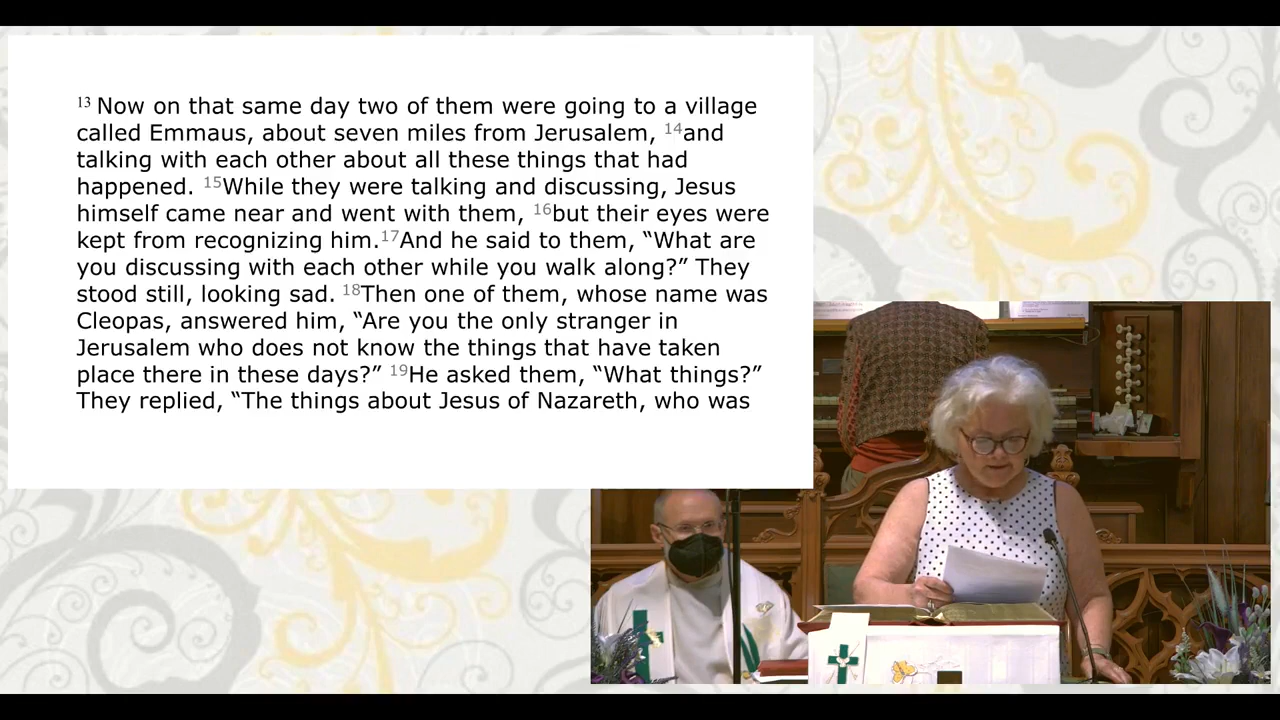 13 Now on that same day two of them were going to a village
called Emmaus, about seven miles from Jerusalem, 14and
talking with each other about all these things that had
happened. 15While they were talking and discussing, Jesus
himself came near and went with them, 16but their eyes were
kept from recognizing him.17And he said to them, “What are
you discussing with each other while you walk along?” They
stood still, looking sad. 18Then one of them, whose name was
Cleopas, answered him, “Are you the only stranger in
Jerusalem who does not know the things that have taken
place there in these days?” 19He asked them, “What things?”
They replied, “The things about Jesus of Nazareth, who was